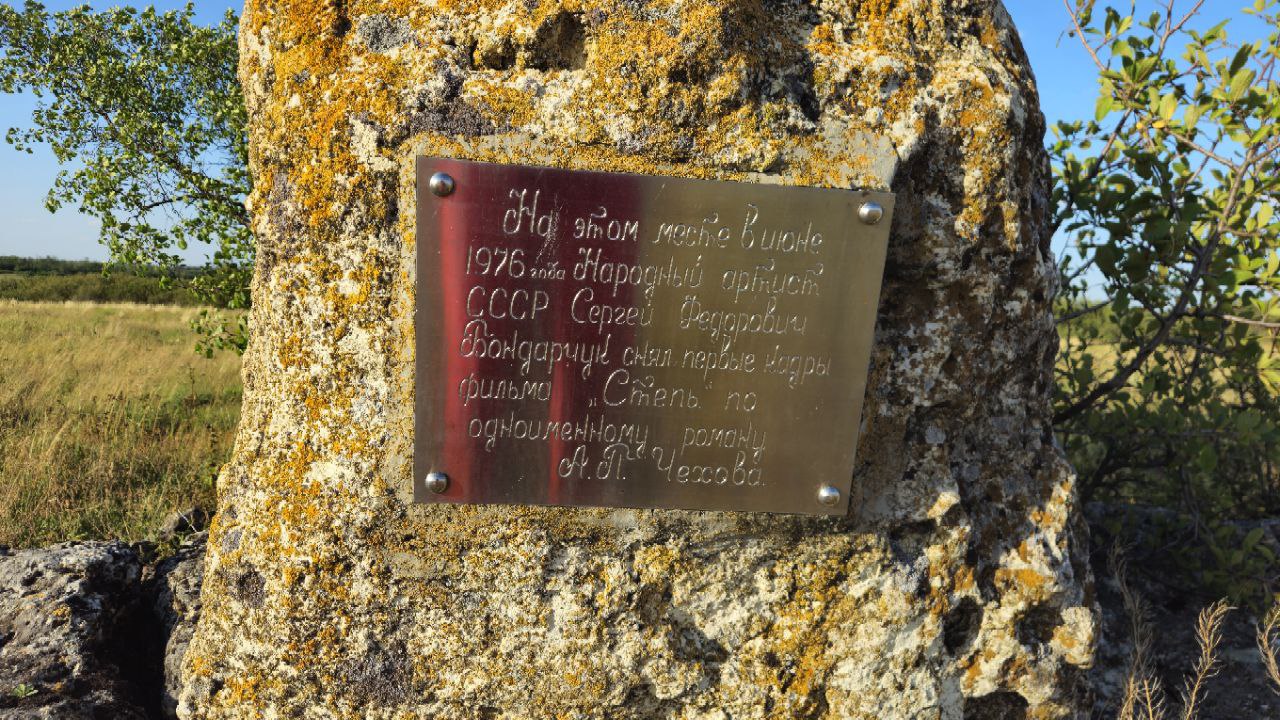 На этом месте в июне
1976 года Народный артист
СССР Сергей Федорович
Бондарчук снял первые кадры
фильма „Степь по
одноименному роману
А.П. Чехова.